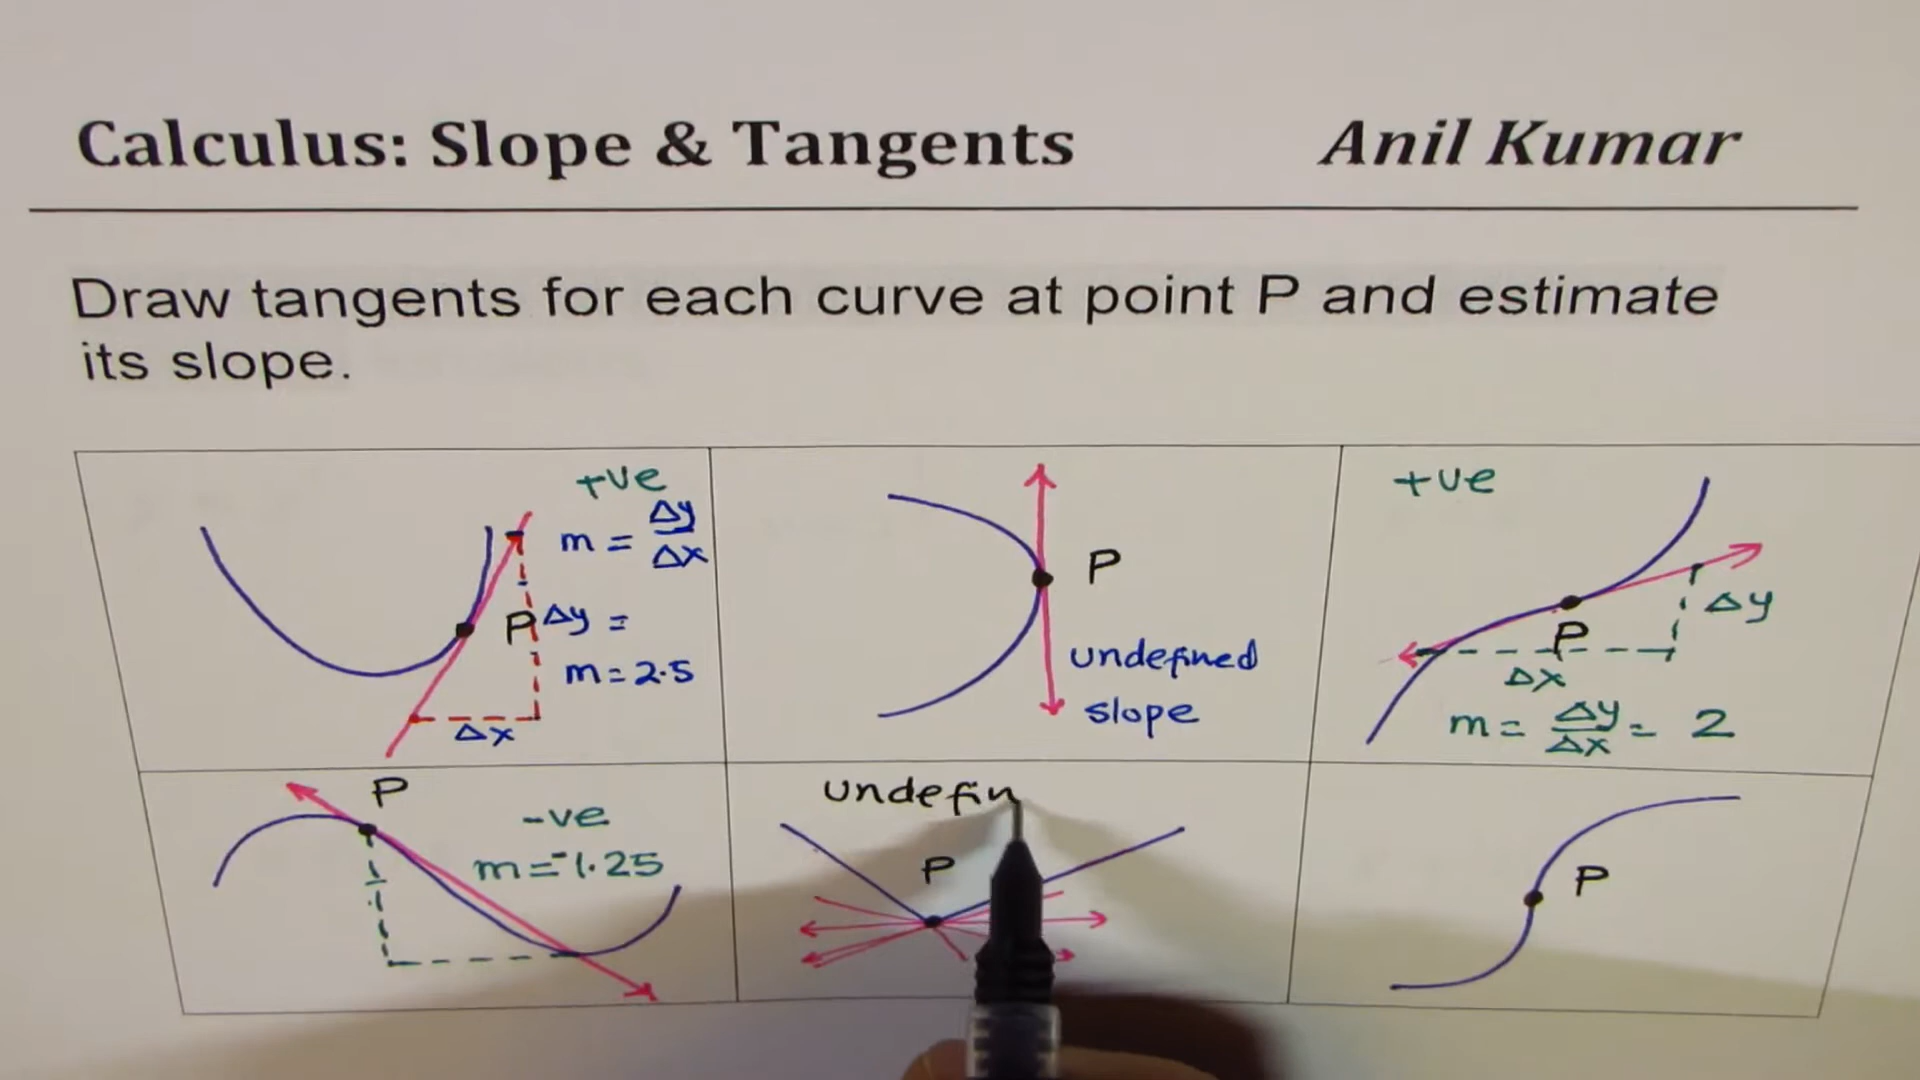 Calculus: Slope & Tangents Anil Kumar
Draw tangents for each curve at point P and estimate
its slope.
+ve
m = Δy/Δx
P Δy =
m = 2.5
Δx
P
undefined
slope
+ve
Δy
P
Δx
m = Δy/Δx = 2
P
-ve
m = -1.25
undefin
P
P